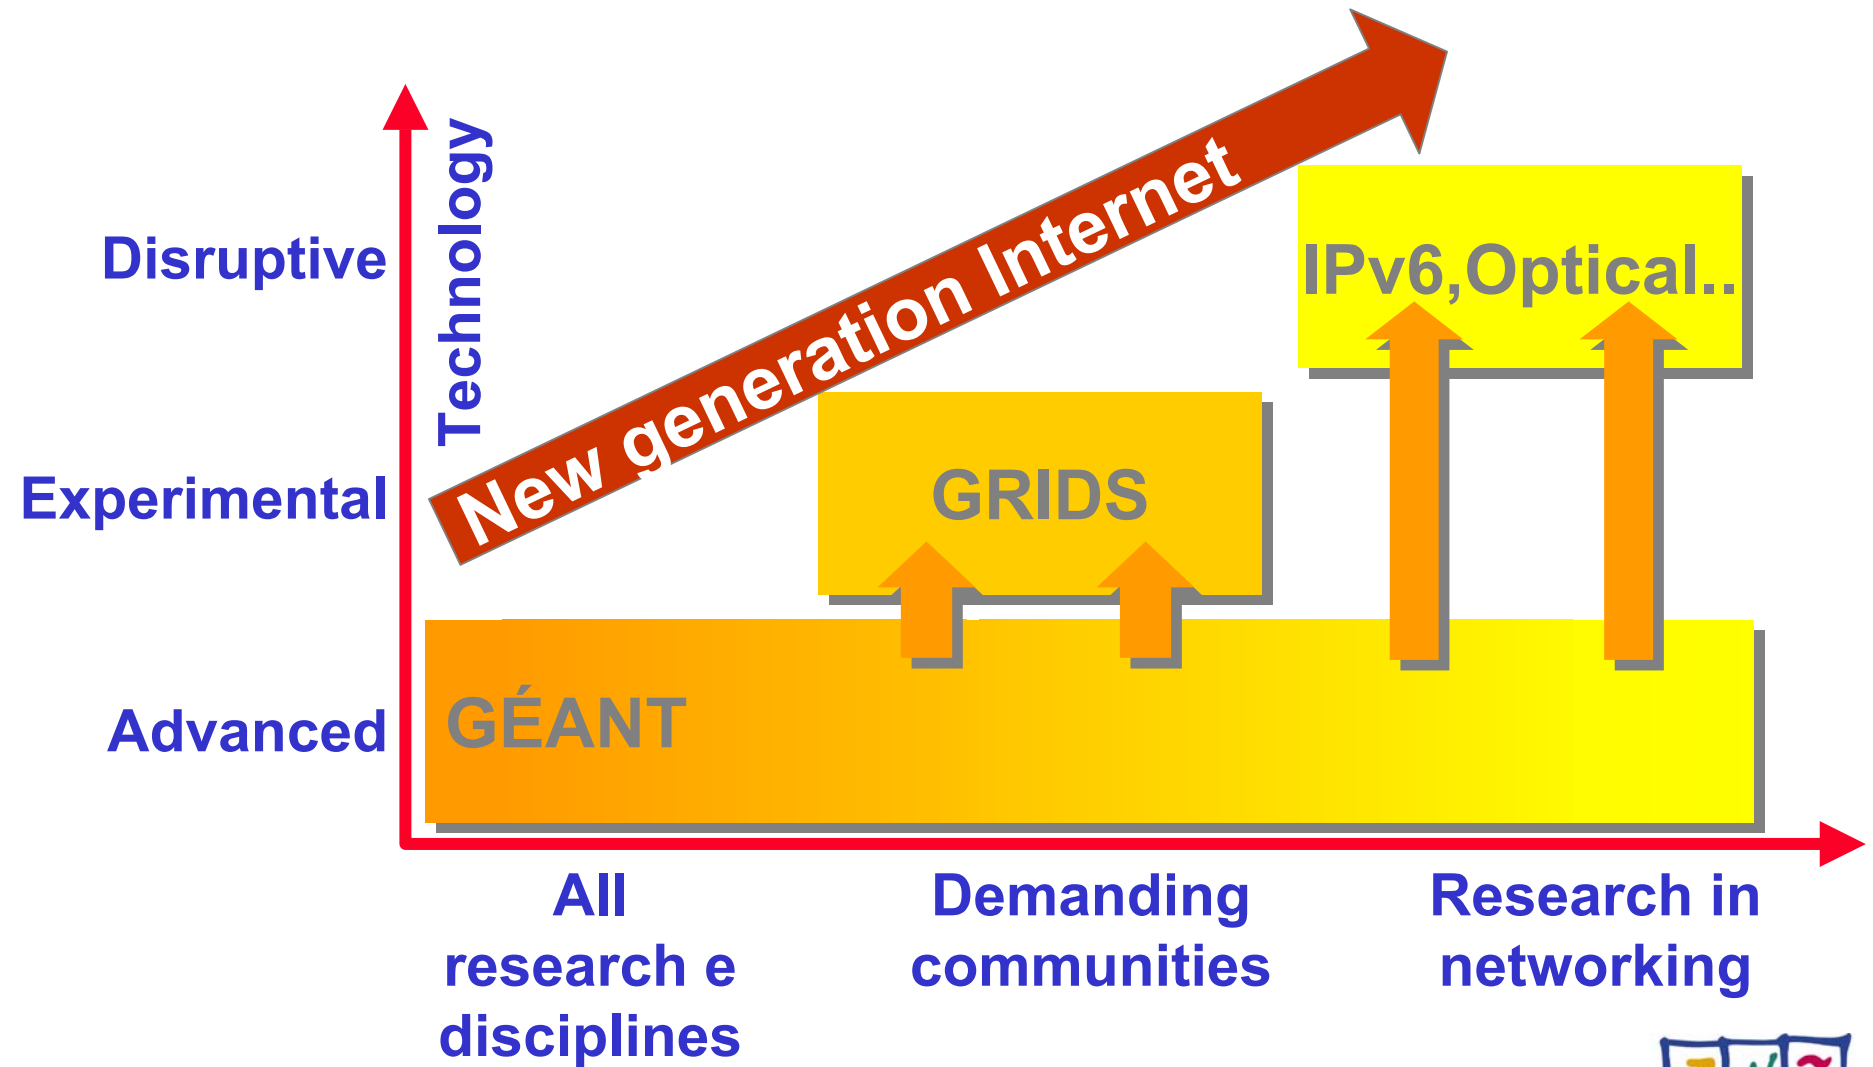 Technology
New generation Internet
Disruptive
IPv6,Optical..
Experimental
GRIDS
Advanced
GÉANT
All
research e
disciplines
Demanding
communities
Research in
networking